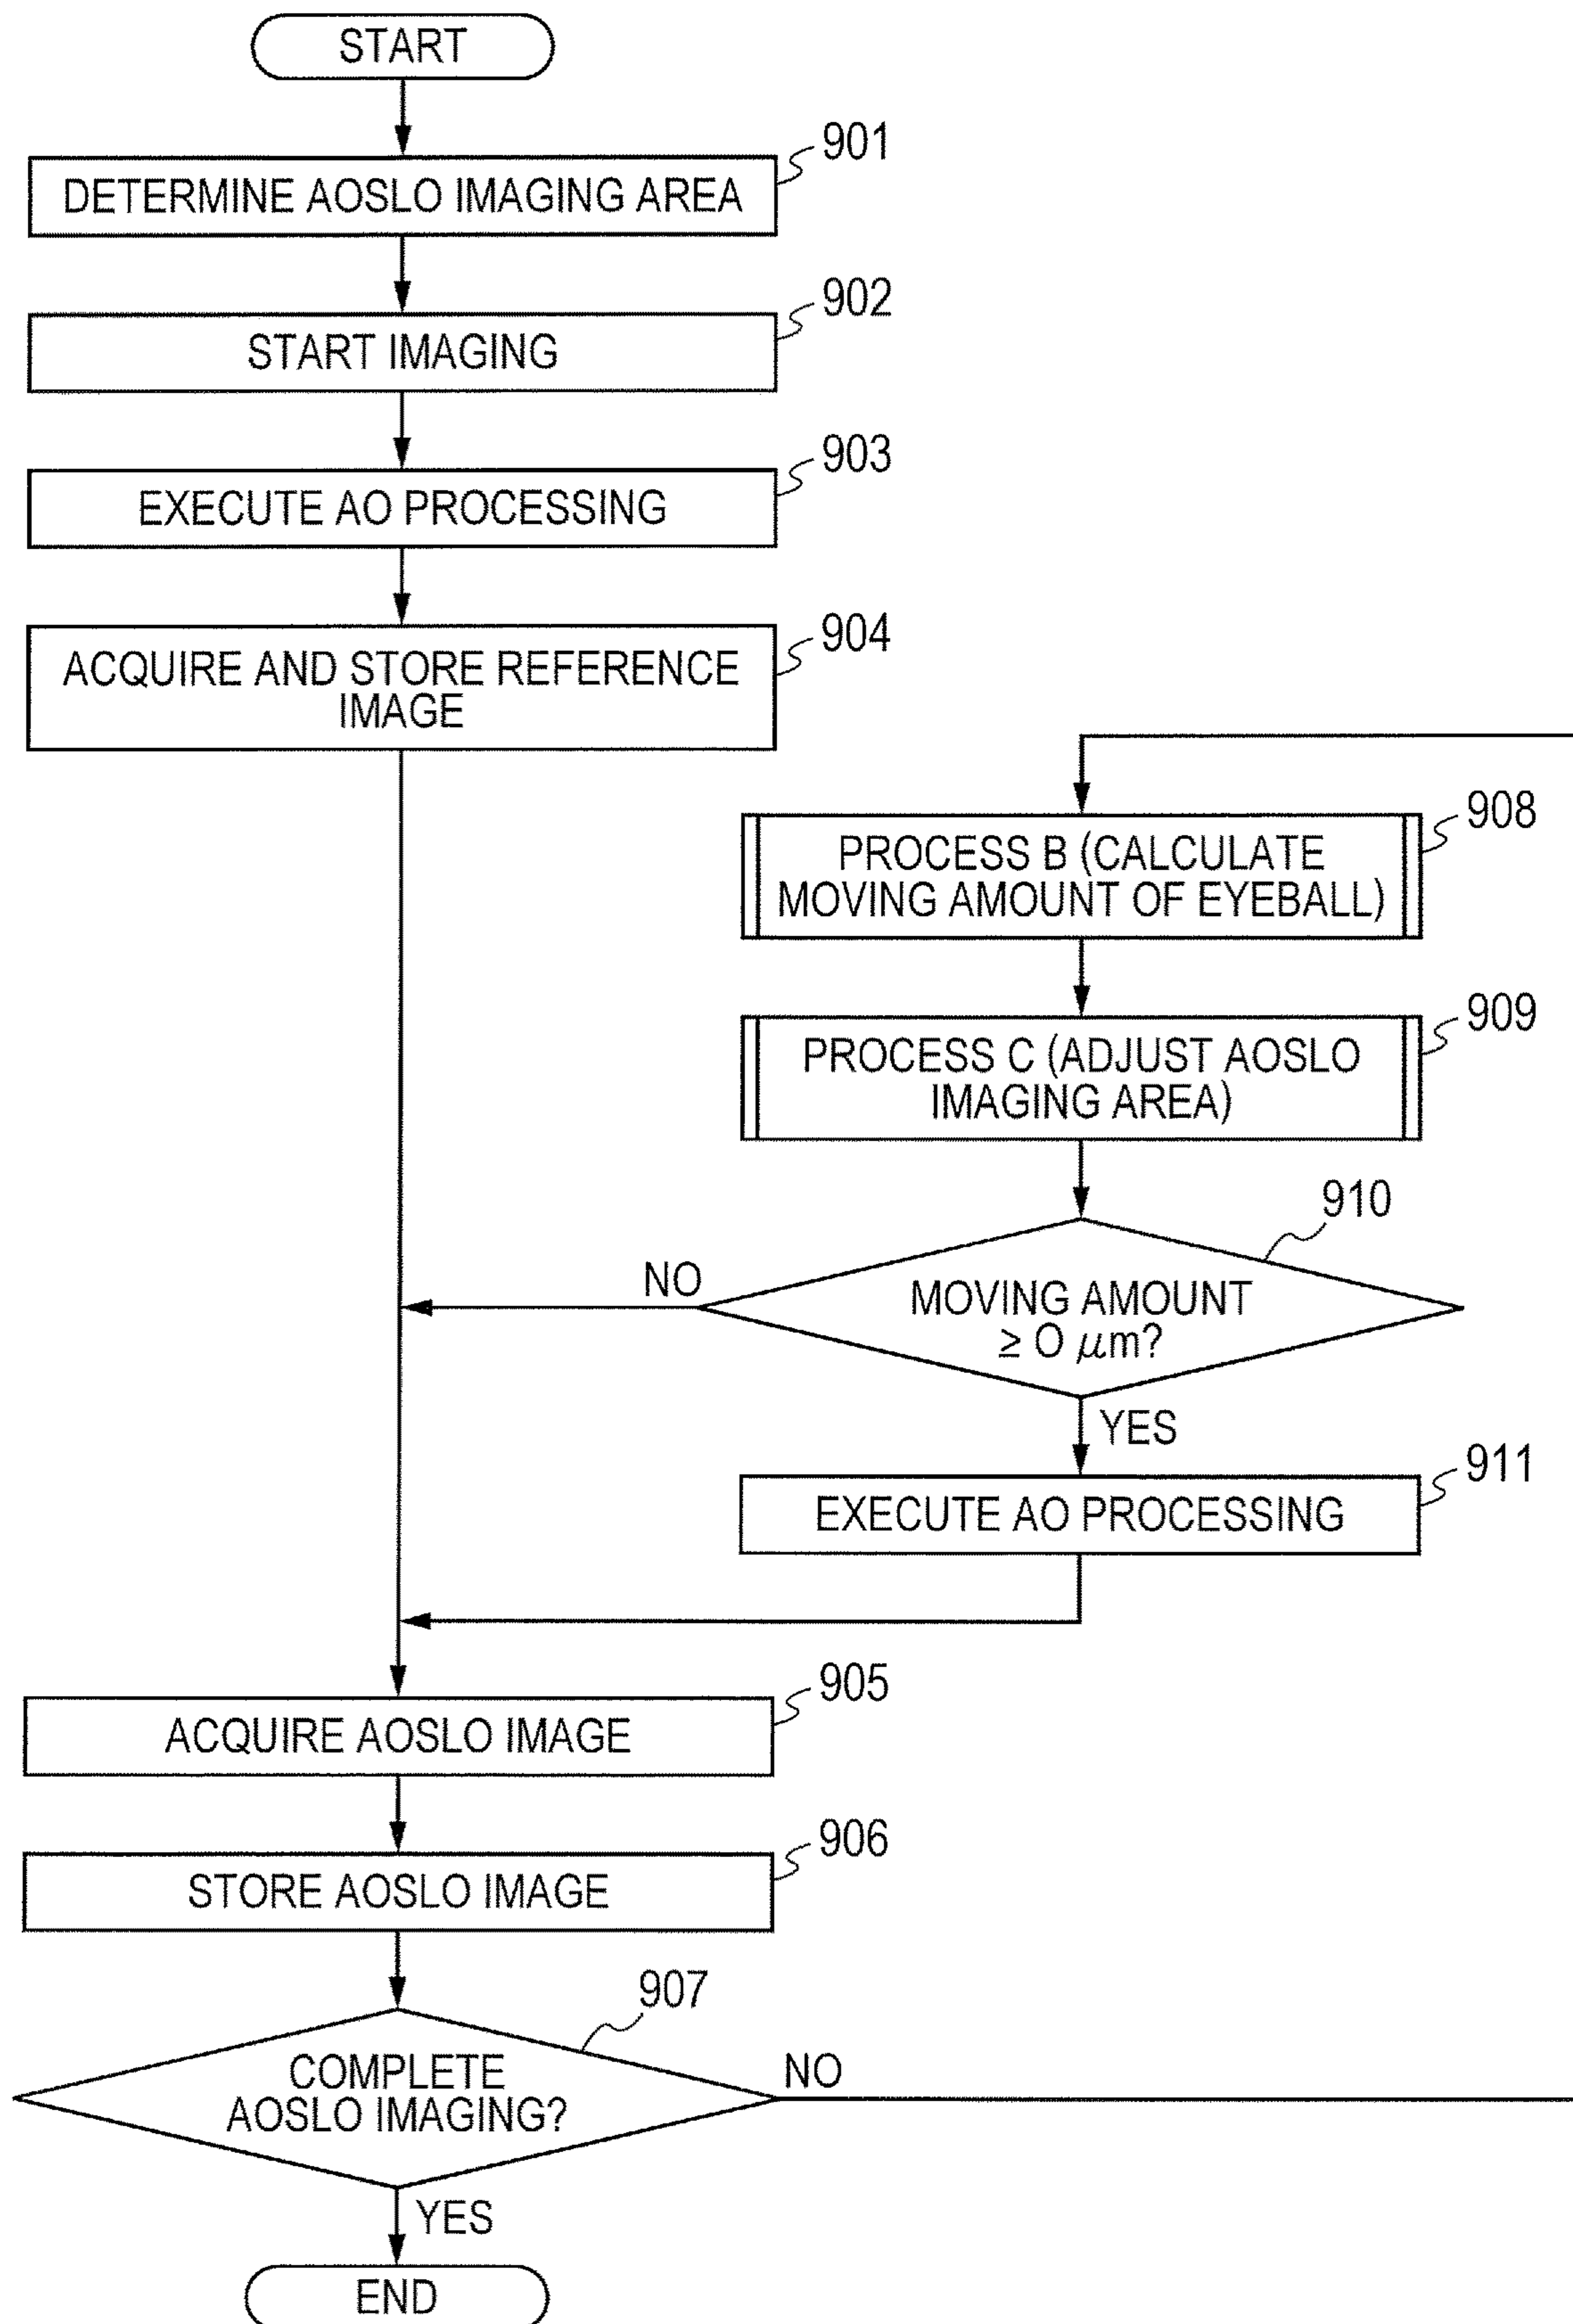 START
901
DETERMINE AOSLO IMAGING AREA
902
START IMAGING
903
EXECUTE AO PROCESSING
904
ACQUIRE AND STORE REFERENCE
IMAGE
908
PROCESS B (CALCULATE
MOVING AMOUNT OF EYEBALL)
909
PROCESS C (ADJUST AOSLO
IMAGING AREA)
910
NO
MOVING AMOUNT
≥ O μm?
YES
911
EXECUTE AO PROCESSING
905
ACQUIRE AOSLO IMAGE
906
STORE AOSLO IMAGE
907
COMPLETE
AOSLO IMAGING?
NO
YES
END